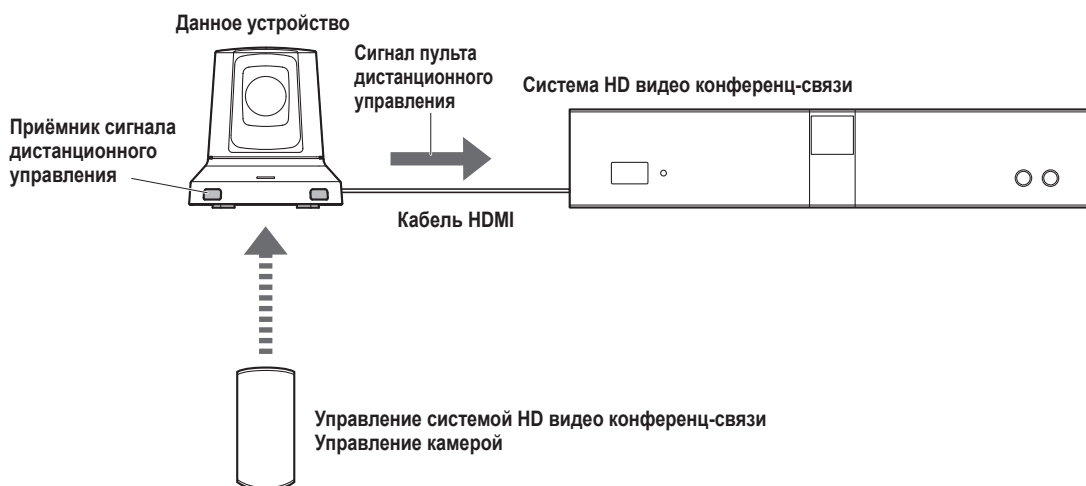 Данное устройство
Сигнал пульта
дистанционного
управления
Система HD видео конференц-связи
Приёмник сигнала
дистанционного
управления
Кабель HDMI
Управление системой HD видео конференц-связи
Управление камерой